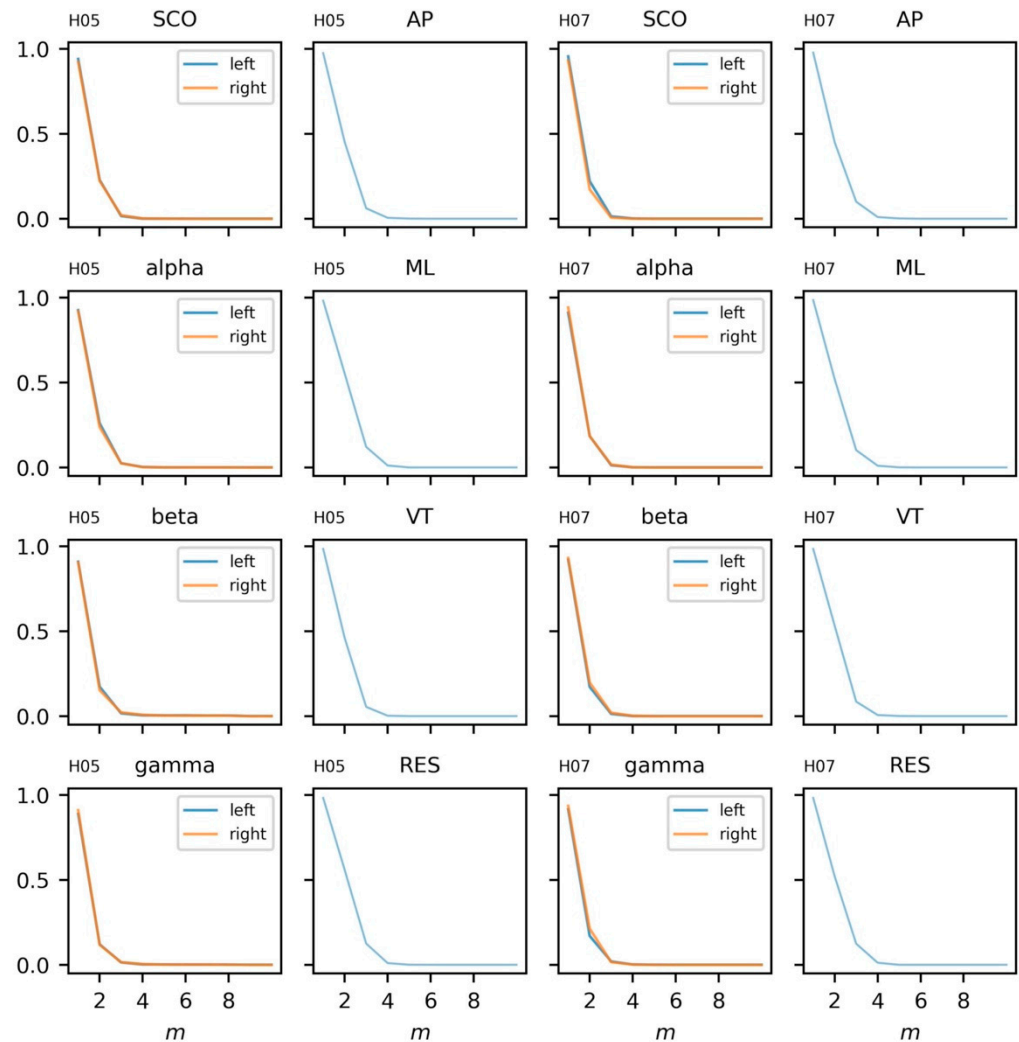 H05 SCO H05 AP H07 SCO H07 AP
1.0 left left
right right
0.5
0.0
H05 alpha H05 ML H07 alpha H07 ML
1.0 left left
right right
0.5
0.0
H05 beta H05 VT H07 beta H07 VT
1.0 left left
right right
0.5
0.0
H05 gamma H05 RES H07 gamma H07 RES
1.0 left left
right right
0.5
0.0
2 4 6 8 2 4 6 8 2 4 6 8 2 4 6 8
m m m m